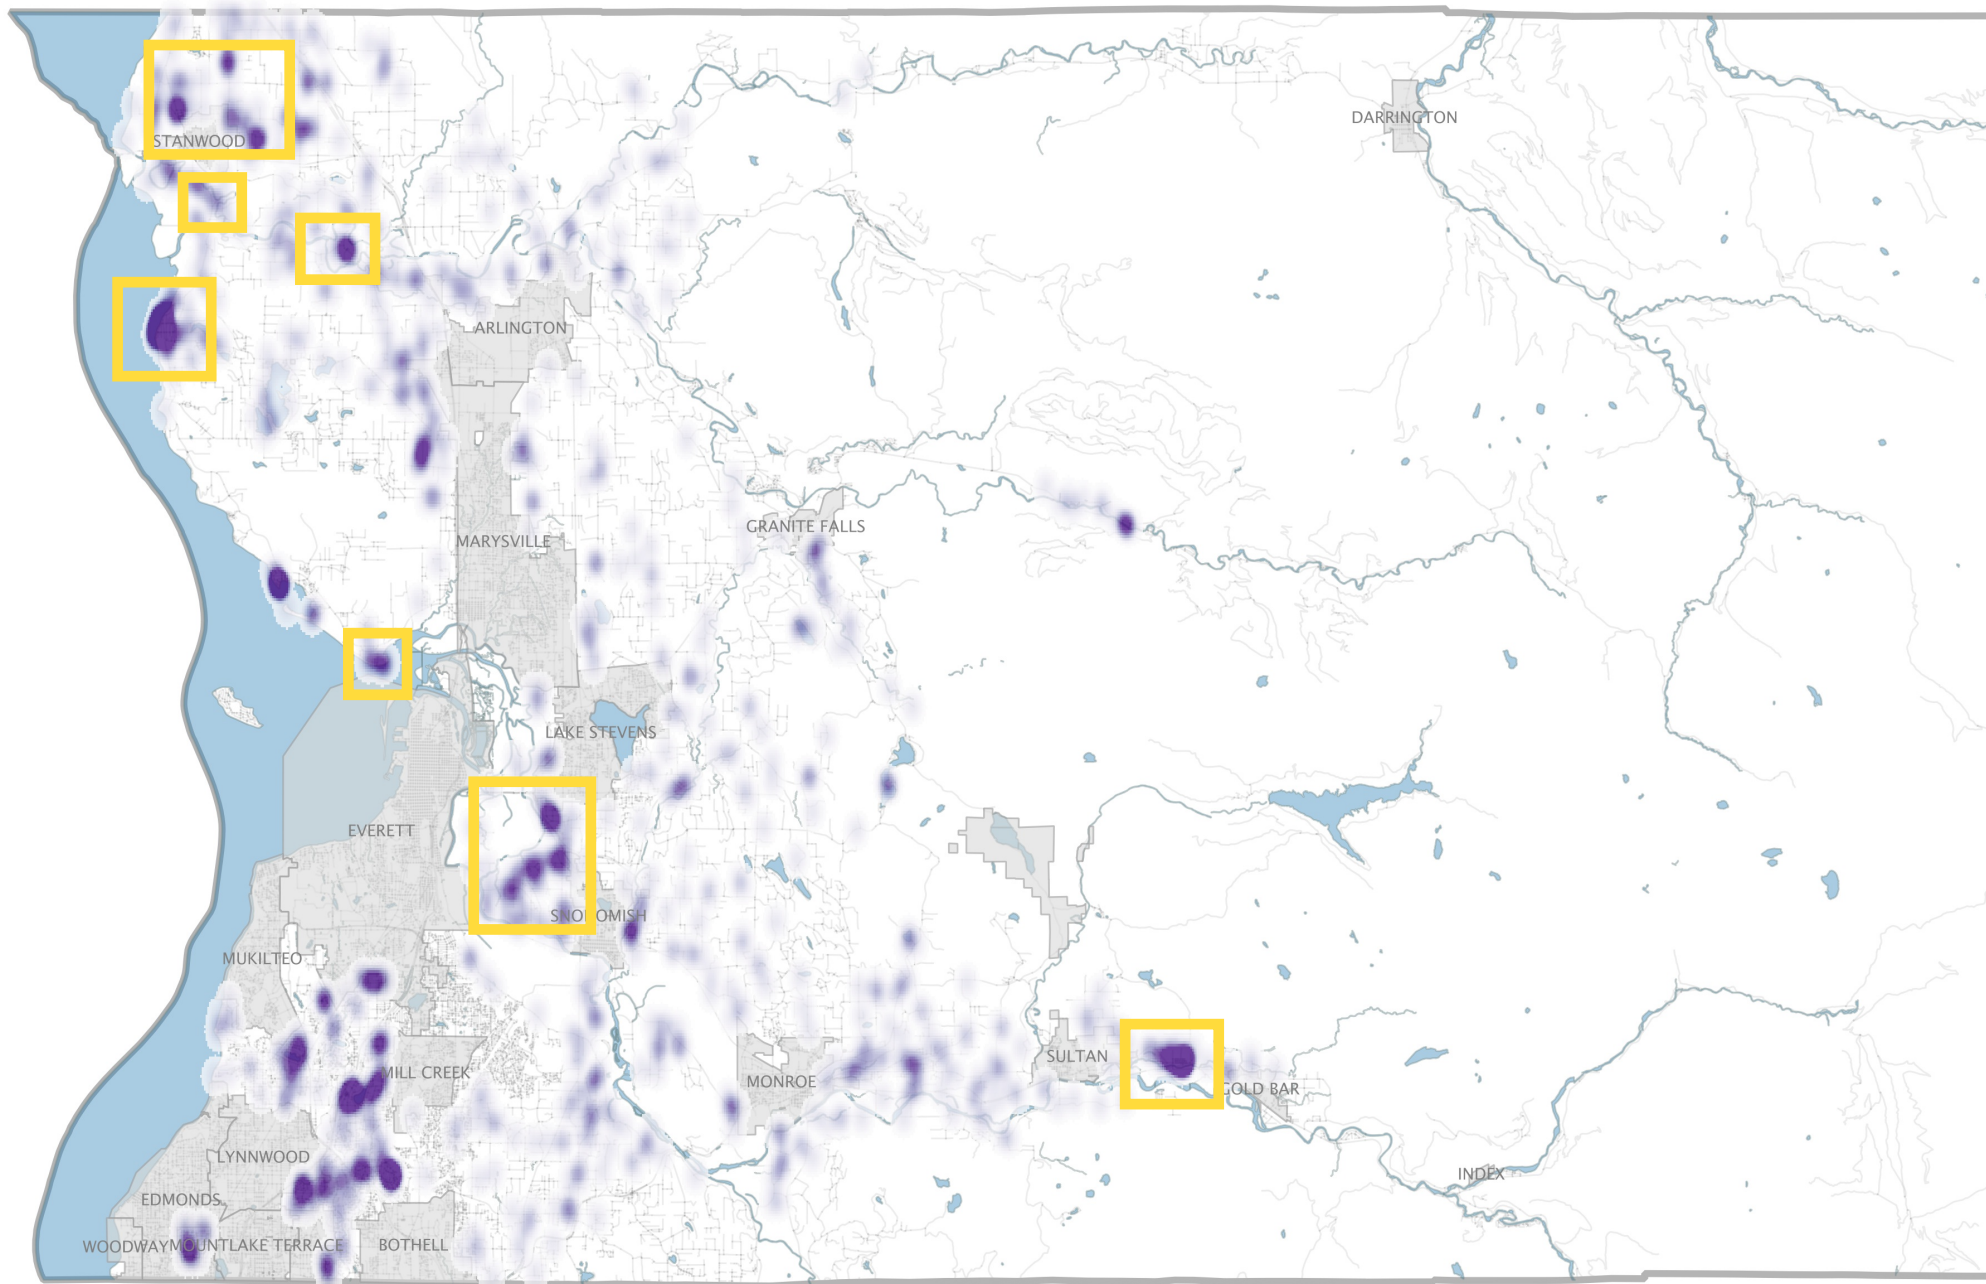 DARRINGTON
STANWOOD
ARLINGTON
GRANITE FALLS
MARYSVILLE
LAKE STEVENS
EVERETT
SNOHOMISH
MUKILTEO
SULTAN
MILL CREEK
MONROE
GOLD BAR
LYNNWOOD
INDEX
EDMONDS
WOODWAY
MOUNTLAKE TERRACE
BOTHELL